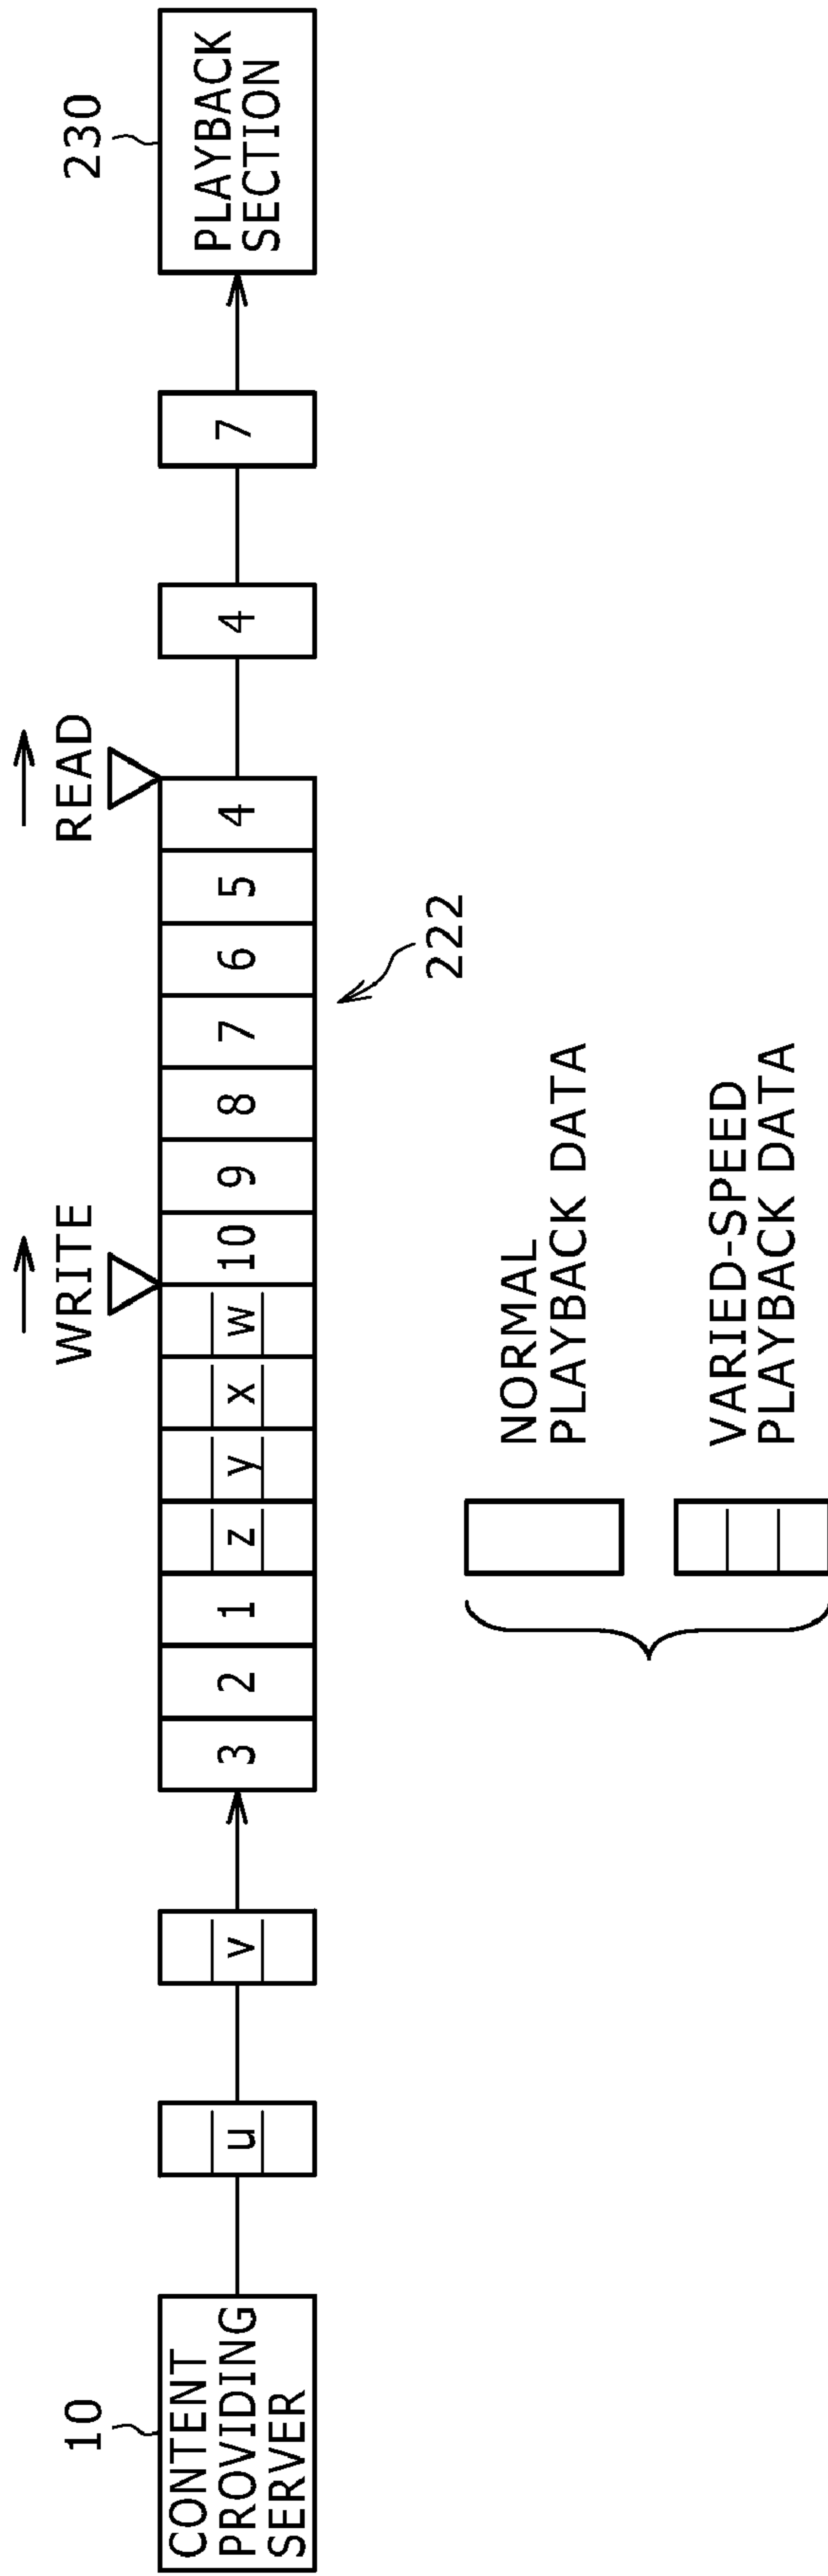 10
CONTENT
PROVIDING
SERVER
u
v
3
2
1
z
y
x
w
10
9
8
7
6
5
4
WRITE
READ
222
4
7
230
PLAYBACK
SECTION
NORMAL
PLAYBACK DATA
VARIED-SPEED
PLAYBACK DATA